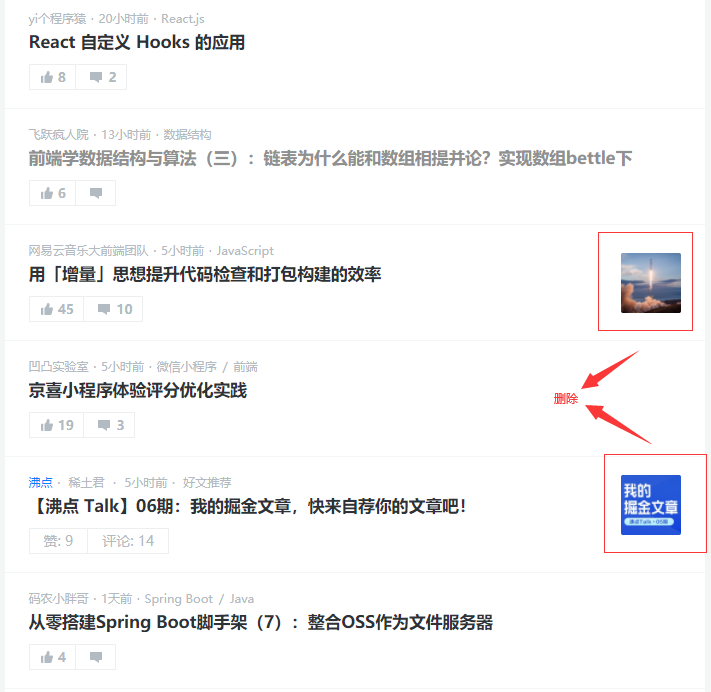 yi个程序猿 · 20小时前 · React.js
React 自定义 Hooks 的应用
8 2
飞跃疯人院 · 13小时前 · 数据结构
前端学数据结构与算法（三）：链表为什么能和数组相提并论？实现数组bettle下
6
网易云音乐大前端团队 · 5小时前 · JavaScript
用「增量」思想提升代码检查和打包构建的效率
45 10
凹凸实验室 · 5小时前 · 微信小程序 / 前端
京喜小程序体验评分优化实践
19 3
删除
沸点 · 稀土君 · 5小时前 · 好文推荐
【沸点 Talk】06期：我的掘金文章，快来自荐你的文章吧！
赞: 9 评论: 14
我的
掘金文章
沸点Talk · 06期
码农小胖哥 · 1天前 · Spring Boot / Java
从零搭建Spring Boot脚手架（7）：整合OSS作为文件服务器
4